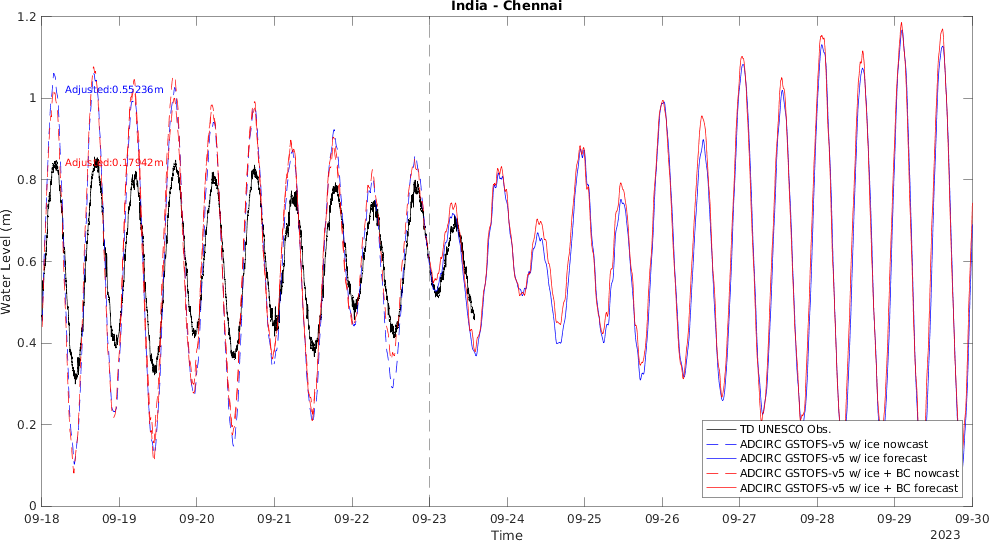 India - Chennai
1.2
1
0.8
0.6
0.4
0.2
0
Water Level (m)
Adjusted:0.55236m
Adjusted:0.17942m
TD UNESCO Obs.
ADCIRC GSTOFS-v5 w/ ice nowcast
ADCIRC GSTOFS-v5 w/ ice forecast
ADCIRC GSTOFS-v5 w/ ice + BC nowcast
ADCIRC GSTOFS-v5 w/ ice + BC forecast
09-18 09-19 09-20 09-21 09-22 09-23 09-24 09-25 09-26 09-27 09-28 09-29 09-30
Time
2023